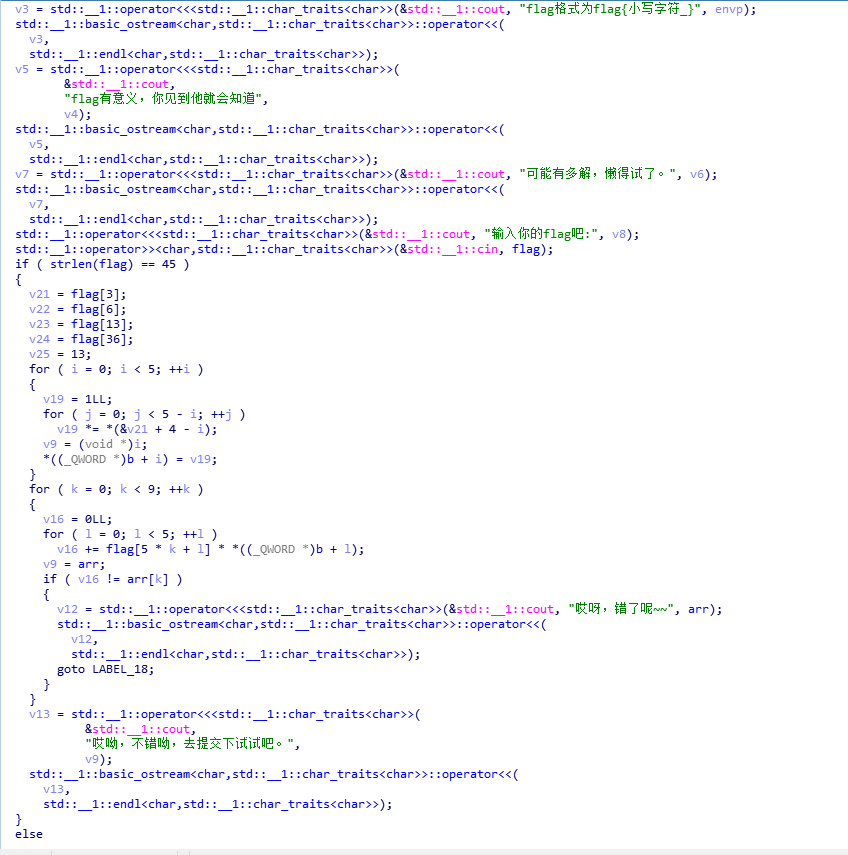 v3 = std::__1::operator<<<std::__1::char_traits<char>>(&std::__1::cout, "flag格式为flag{小写字符_}", envp);
std::__1::basic_ostream<char,std::__1::char_traits<char>>::operator<<(
v3,
std::__1::endl<char,std::__1::char_traits<char>>);
v5 = std::__1::operator<<<std::__1::char_traits<char>>(
&std::__1::cout,
"flag有意义，你见到他就会知道",
v4);
std::__1::basic_ostream<char,std::__1::char_traits<char>>::operator<<(
v5,
std::__1::endl<char,std::__1::char_traits<char>>);
v7 = std::__1::operator<<<std::__1::char_traits<char>>(&std::__1::cout, "可能有多解，懒得试了。", v6);
std::__1::basic_ostream<char,std::__1::char_traits<char>>::operator<<(
v7,
std::__1::endl<char,std::__1::char_traits<char>>);
std::__1::operator<<<std::__1::char_traits<char>>(&std::__1::cout, "输入你的flag吧:", v8);
std::__1::operator>><char,std::__1::char_traits<char>>(&std::__1::cin, flag);
if ( strlen(flag) == 45 )
{
v21 = flag[3];
v22 = flag[6];
v23 = flag[13];
v24 = flag[36];
v25 = 13;
for ( i = 0; i < 5; ++i )
{
v19 = 1LL;
for ( j = 0; j < 5 - i; ++j )
v19 *= *(&v21 + 4 - i);
v9 = (void *)i;
*((_QWORD *)b + i) = v19;
}
for ( k = 0; k < 9; ++k )
{
v16 = 0LL;
for ( l = 0; l < 5; ++l )
v16 += flag[5 * k + l] * *((_QWORD *)b + l);
v9 = arr;
if ( v16 != arr[k] )
{
v12 = std::__1::operator<<<std::__1::char_traits<char>>(&std::__1::cout, "哎呀，错了呢~~", arr);
std::__1::basic_ostream<char,std::__1::char_traits<char>>::operator<<(
v12,
std::__1::endl<char,std::__1::char_traits<char>>);
goto LABEL_18;
}
}
v13 = std::__1::operator<<<std::__1::char_traits<char>>(
&std::__1::cout,
"哎呦，不错呦，去提交下试试吧。",
v9);
std::__1::basic_ostream<char,std::__1::char_traits<char>>::operator<<(
v13,
std::__1::endl<char,std::__1::char_traits<char>>);
}
else